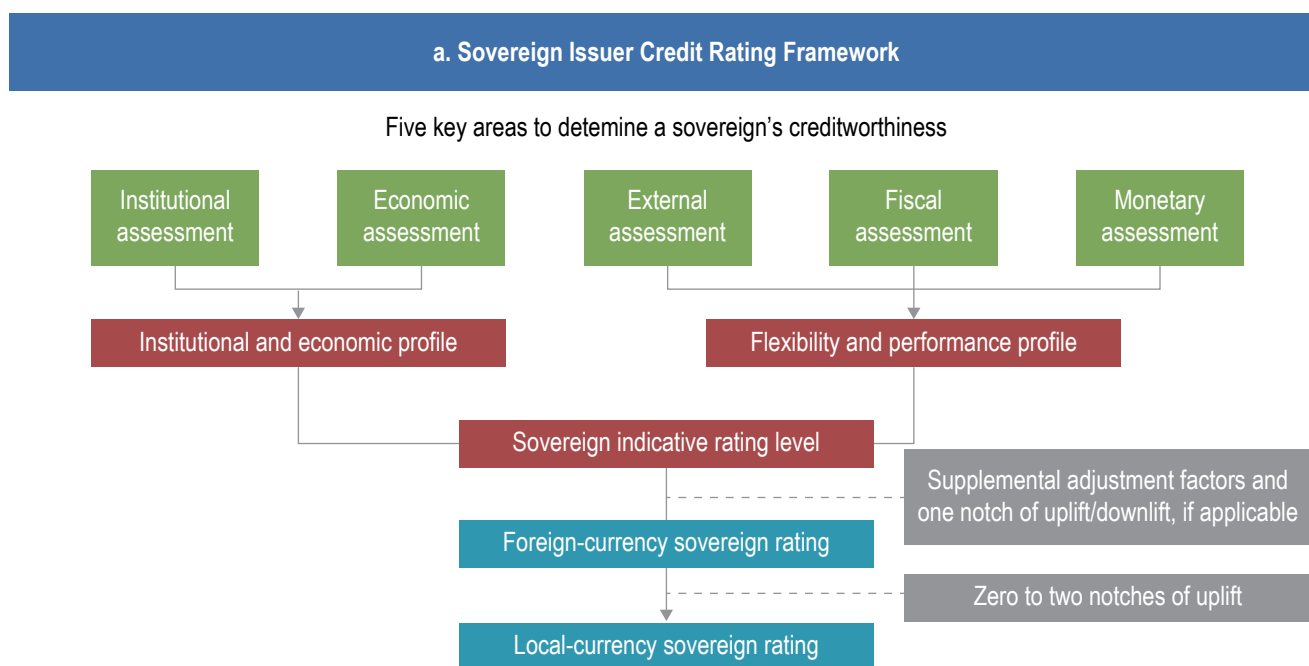 a. Sovereign Issuer Credit Rating Framework
Five key areas to detemine a sovereign’s creditworthiness
Institutional
assessment
Economic
assessment
External
assessment
Fiscal
assessment
Monetary
assessment
Institutional and economic profile
Flexibility and performance profile
Sovereign indicative rating level
Supplemental adjustment factors and
one notch of uplift/downlift, if applicable
Foreign-currency sovereign rating
Zero to two notches of uplift
Local-currency sovereign rating